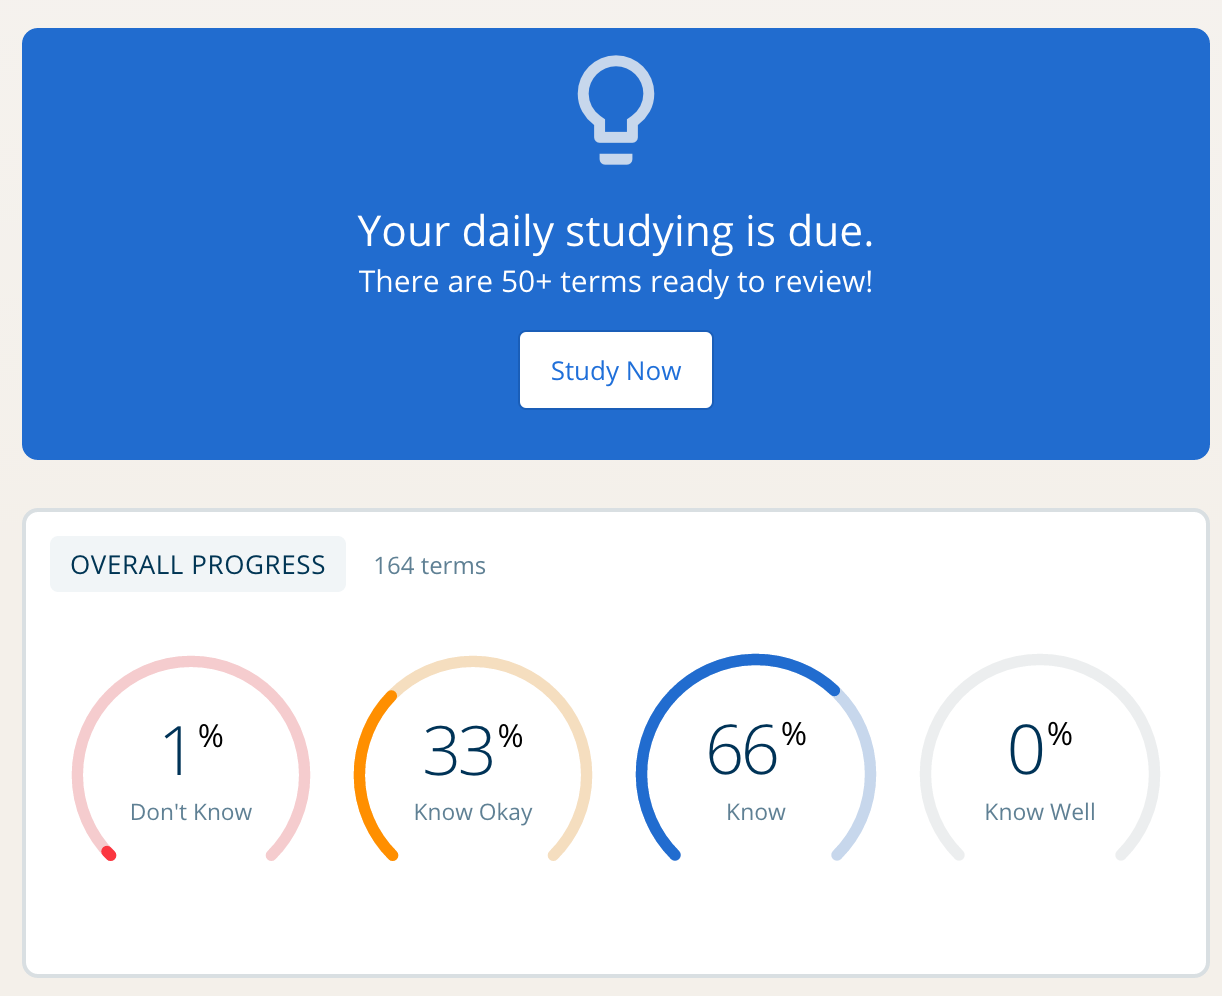 Your daily studying is due.
There are 50+ terms ready to review!
Study Now
OVERALL PROGRESS 164 terms
1% 33% 66% 0%
Don't Know Know Okay Know Know Well